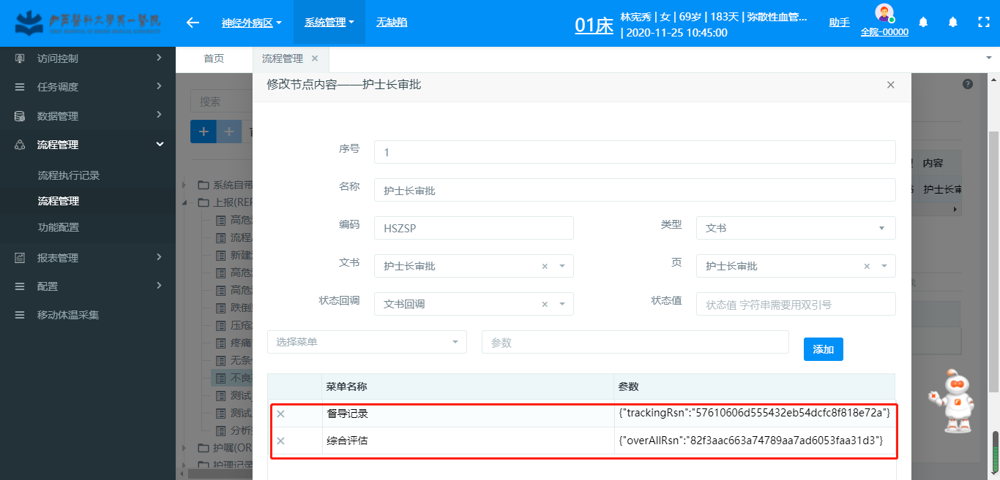 神经外病区
系统管理
无缺陷
01床
林宪秀 | 女 | 69岁 | 183天 | 弥散性血管...
| 2020-11-25 10:45:00
助手
全院-00000
访问控制
任务调度
数据管理
流程管理
流程执行记录
流程管理
功能配置
报表管理
配置
移动体温采集
首页
流程管理
搜索
系统自带
上报(REP
高危
流程
新建
高危
高危
跌倒
压疮
疼痛
无条
不良
测试
测试
分析
护嘱(OR
护理记录
修改节点内容——护士长审批
序号
1
名称
护士长审批
编码
HSZSP
类型
文书
文书
护士长审批
页
护士长审批
状态回调
文书回调
状态值
状态值 字符串需要用双引号
选择菜单
参数
添加
菜单名称
参数
督导记录
{"trackingRsn":"57610606d555432eb54dcfc8f818e72a"}
综合评估
{"overAllRsn":"82f3aac663a74789aa7ad6053faa31d3"}
内容
护士长审